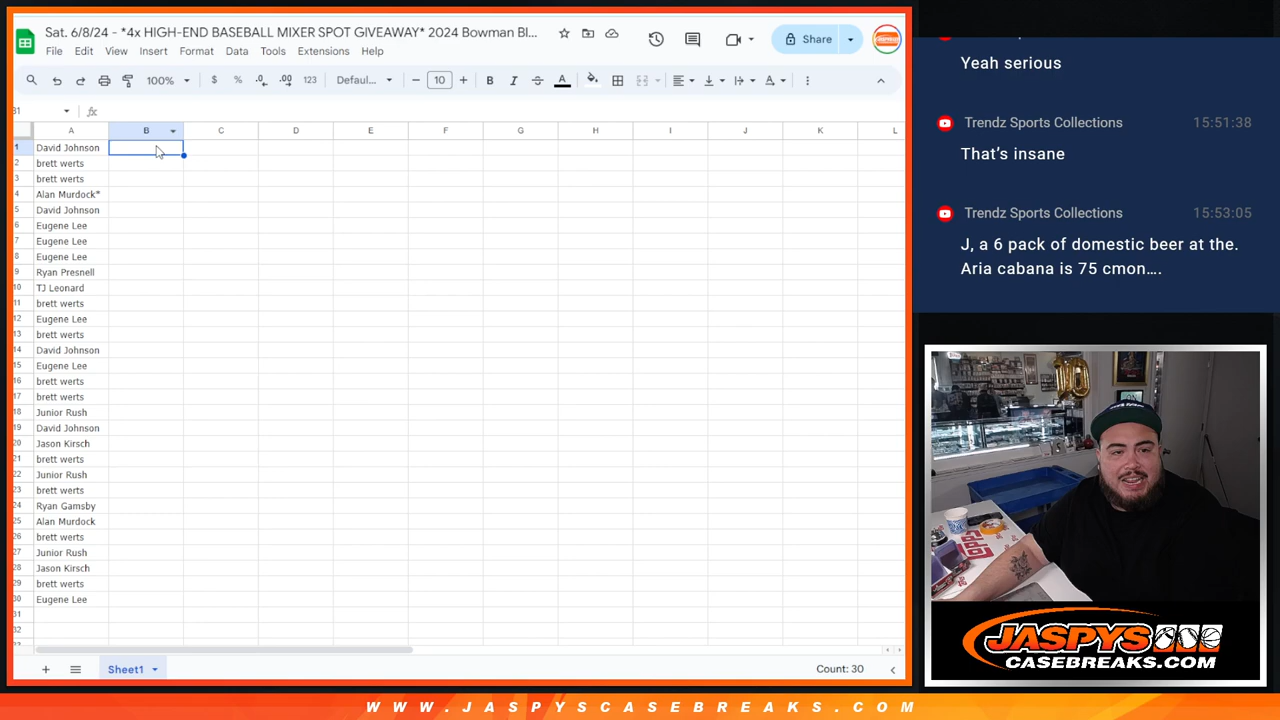 Sat. 6/8/24 - *4x HIGH-END BASEBALL MIXER SPOT GIVEAWAY* 2024 Bowman Bl...
File Edit View Insert Format Data Tools Extensions Help
Share
100% $ % .0 .00 123 Defaul... 10 B I A
B1
A B C D E F G H I J K L
1 David Johnson
2 brett werts
3 brett werts
4 Alan Murdock*
5 David Johnson
6 Eugene Lee
7 Eugene Lee
8 Eugene Lee
9 Ryan Presnell
10 TJ Leonard
11 brett werts
12 Eugene Lee
13 brett werts
14 David Johnson
15 Eugene Lee
16 brett werts
17 brett werts
18 Junior Rush
19 David Johnson
20 Jason Kirsch
21 brett werts
22 Junior Rush
23 brett werts
24 Ryan Gamsby
25 Alan Murdock
26 brett werts
27 Junior Rush
28 Jason Kirsch
29 brett werts
30 Eugene Lee
31
32
Sheet1
Count: 30
Yeah serious
Trendz Sports Collections 15:51:38
That's insane
Trendz Sports Collections 15:53:05
J, a 6 pack of domestic beer at the.
Aria cabana is 75 cmon....
10
JASPYS
JASPYS
CASEBREAKS.COM
WWW.JASPYSCASEBREAKS.COM